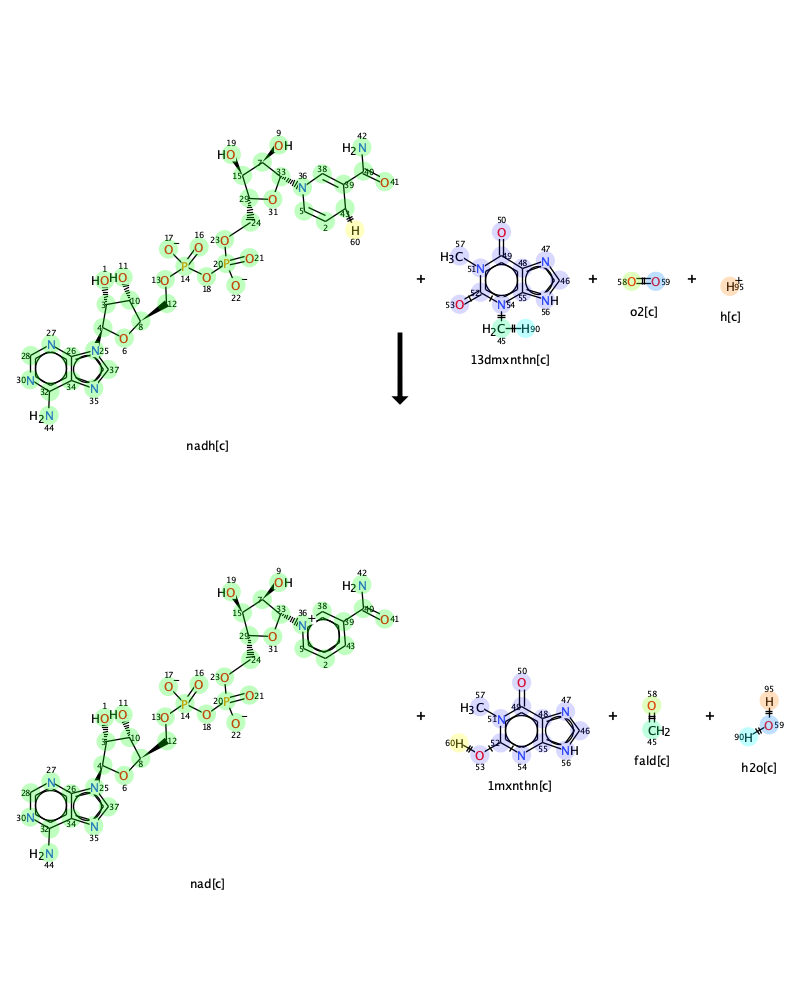 19
HO
9
OH
42
H₂N
15
7
33
36
38
40
O
41
N
39
29
O
31
5
43
2
24
H
60
17
O⁻
16
O
23
O
14
P
20
P
O
21
1
HO
11
HO
13
O
O
18
O⁻
22
3
10
12
4
8
O
6
27
N
26
N
25
28
37
30
N
32
34
N
35
H₂N
44
nadh[c]
+
50
O
57
H₃C
49
48
47
N
51
N
46
53
O
52
N
54
55
NH
56
H₂C
45
H
90
13dmxnthn[c]
+
58
O
O
59
o2[c]
+
H⁺
95
h[c]
19
HO
9
OH
42
H₂N
15
7
33
36
38
40
O
41
N
+
39
29
O
31
5
43
2
24
17
O⁻
16
O
23
O
14
P
20
P
O
21
1
HO
11
HO
13
O
O
18
O⁻
22
3
10
12
4
8
O
6
27
N
26
N
25
28
37
30
N
32
34
N
35
H₂N
44
nad[c]
+
50
O
57
H₃C
49
48
47
N
51
N
46
60
H
52
N
54
55
NH
56
O
53
1mxnthn[c]
+
58
O
CH₂
45
fald[c]
+
95
H
90
H
O
59
h2o[c]